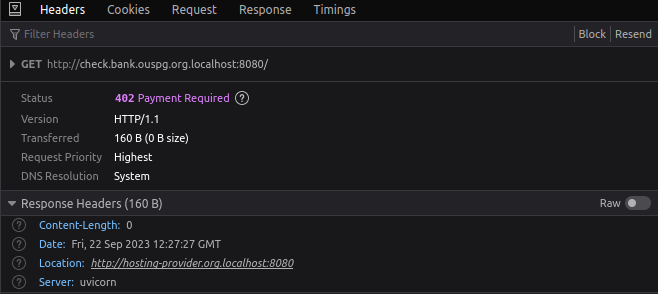 Headers Cookies Request Response Timings
Filter Headers Block Resend
GET http://check.bank.ouspg.org.localhost:8080/
Status 402 Payment Required ?
Version HTTP/1.1
Transferred 160 B (0 B size)
Request Priority Highest
DNS Resolution System
Response Headers (160 B) Raw
? Content-Length: 0
? Date: Fri, 22 Sep 2023 12:27:27 GMT
? Location: http://hosting-provider.org.localhost:8080
? Server: uvicorn